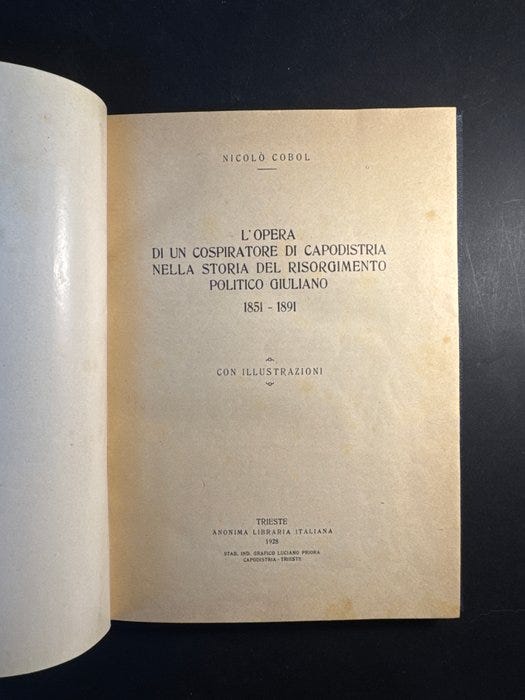 NICOLÒ COBOL
L'OPERA
DI UN COSPIRATORE DI CAPODISTRIA
NELLA STORIA DEL RISORGIMENTO
POLITICO GIULIANO
1851 - 1891
CON ILLUSTRAZIONI
TRIESTE
ANONIMA LIBRARIA ITALIANA
1928
STAB. IND. GRAFICO LUCIANO PRIORA
CAPODISTRIA - TRIESTE